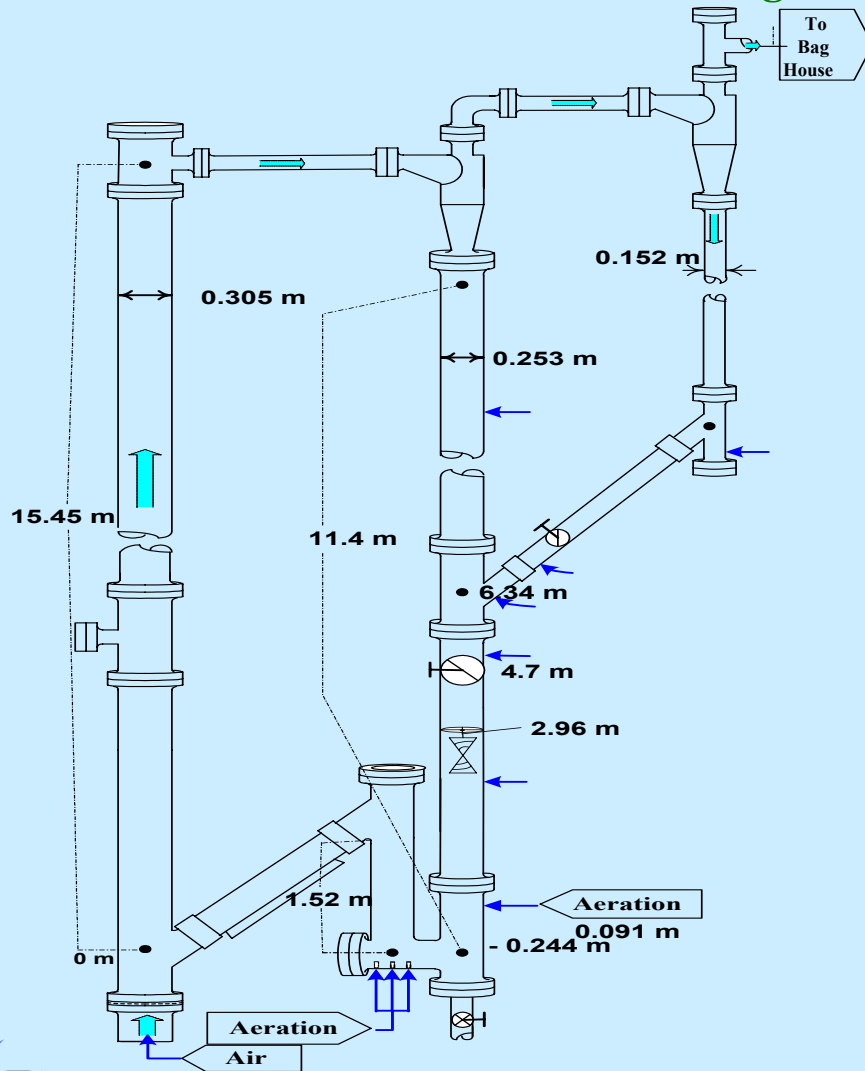 To
Bag
House
0.152 m
0.305 m
0.253 m
15.45 m
11.4 m
6.34 m
4.7 m
2.96 m
1.52 m
Aeration
0.091 m
- 0.244 m
0 m
Aeration
Air